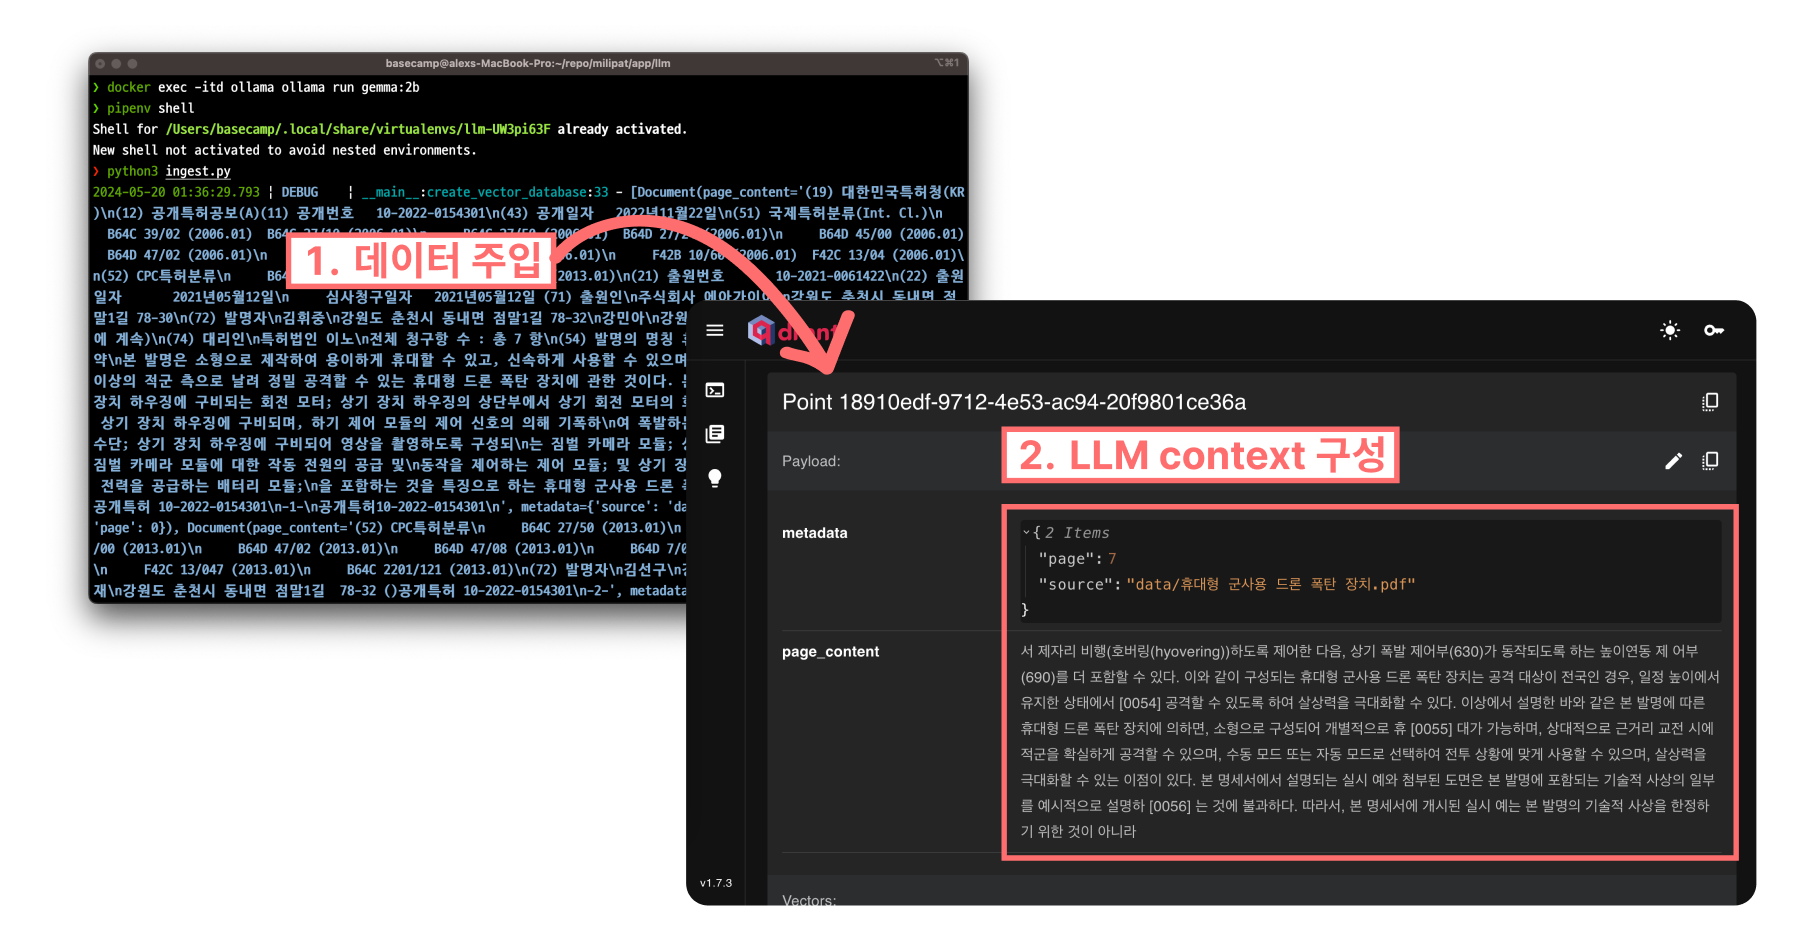 basecamp@alexs-MacBook-Pro:~/repo/milipat/app/llm
⌥⌘1
❯ docker exec -itd ollama ollama run gemma:2b
❯ pipenv shell
Shell for /Users/basecamp/.local/share/virtualenvs/llm-UW3pi63F already activated.
New shell not activated to avoid nested environments.
❯ python3 ingest.py
2024-05-20 01:36:29.793 | DEBUG    | __main__:create_vector_database:33 - [Document(page_content='(19) 대한민국특허청(KR
)\n(12) 공개특허공보(A)(11) 공개번호   10-2022-0154301\n(43) 공개일자   2022년11월22일\n(51) 국제특허분류(Int. Cl.)\n
B64C 39/02 (2006.01)  B64 (2006.01)  B64D 27/2 (2006.01)\n     B64D 45/00 (2006.01)
B64D 47/02 (2006.01)\n 6.01)\n     F42B 10/60 (2006.01)  F42C 13/04 (2006.01)\
n(52) CPC특허분류\n     B64 (2013.01)\n(21) 출원번호      10-2021-0061422\n(22) 출원
일자      2021년05월12일\n     심사청구일자   2021년05월12일 (71) 출원인\n주식회사 춘천시 동내면 점
말1길 78-30\n(72) 발명자\n김휘중\n강원도 춘천시 동내면 점말1길 78-32\n강민아\n강원
에 계속)\n(74) 대리인\n특허법인 이노\n전체 청구항 수 : 총 7 항\n(54) 발명의 명칭
약\n본 발명은 소형으로 제작하여 용이하게 휴대할 수 있고, 신속하게 사용할 수 있으며
이상의 적군 측으로 날려 정밀 공격할 수 있는 휴대형 드론 폭탄 장치에 관한 것이다.
장치 하우징에 구비되는 회전 모터; 상기 장치 하우징의 상단부에서 상기 회전 모터의
상기 장치 하우징에 구비되며, 하기 제어 모듈의 제어 신호의 의해 기폭하\n여 폭발하는
수단; 상기 장치 하우징에 구비되어 영상을 촬영하도록 구성되\n는 짐벌 카메라 모듈;
짐벌 카메라 모듈에 대한 작동 전원의 공급 및\n동작을 제어하는 제어 모듈; 및 상기 장
전력을 공급하는 배터리 모듈;\n을 포함하는 것을 특징으로 하는 휴대형 군사용 드론
공개특허 10-2022-0154301\n-1-\n공개특허10-2022-0154301\n', metadata={'source': 'da
'page': 0}), Document(page_content='(52) CPC특허분류\n     B64C 27/50 (2013.01)\n
/00 (2013.01)\n     B64D 47/02 (2013.01)\n     B64D 47/08 (2013.01)\n     B64D 7/0
\n     F42C 13/047 (2013.01)\n     B64C 2201/121 (2013.01)\n(72) 발명자\n김선구\n
재\n강원도 춘천시 동내면 점말1길  78-32 ()공개특허 10-2022-0154301\n-2-', metadata
1. 데이터 주입
Point 18910edf-9712-4e53-ac94-20f9801ce36a
Payload:
2. LLM context 구성
metadata
{ 2 Items
"page": 7
"source": "data/휴대형 군사용 드론 폭탄 장치.pdf"
}
page_content
서 제자리 비행(호버링(hyovering))하도록 제어한 다음, 상기 폭발 제어부(630)가 동작되도록 하는 높이연동 제 어부
(690)를 더 포함할 수 있다. 이와 같이 구성되는 휴대형 군사용 드론 폭탄 장치는 공격 대상이 전국인 경우, 일정 높이에서
유지한 상태에서 [0054] 공격할 수 있도록 하여 살상력을 극대화할 수 있다. 이상에서 설명한 바와 같은 본 발명에 따른
휴대형 드론 폭탄 장치에 의하면, 소형으로 구성되어 개별적으로 휴 [0055] 대가 가능하며, 상대적으로 근거리 교전 시에
적군을 확실하게 공격할 수 있으며, 수동 모드 또는 자동 모드로 선택하여 전투 상황에 맞게 사용할 수 있으며, 살상력을
극대화할 수 있는 이점이 있다. 본 명세서에서 설명되는 실시 예와 첨부된 도면은 본 발명에 포함되는 기술적 사상의 일부
를 예시적으로 설명하 [0056] 는 것에 불과하다. 따라서, 본 명세서에 개시된 실시 예는 본 발명의 기술적 사상을 한정하
기 위한 것이 아니라
v1.7.3
Vectors: